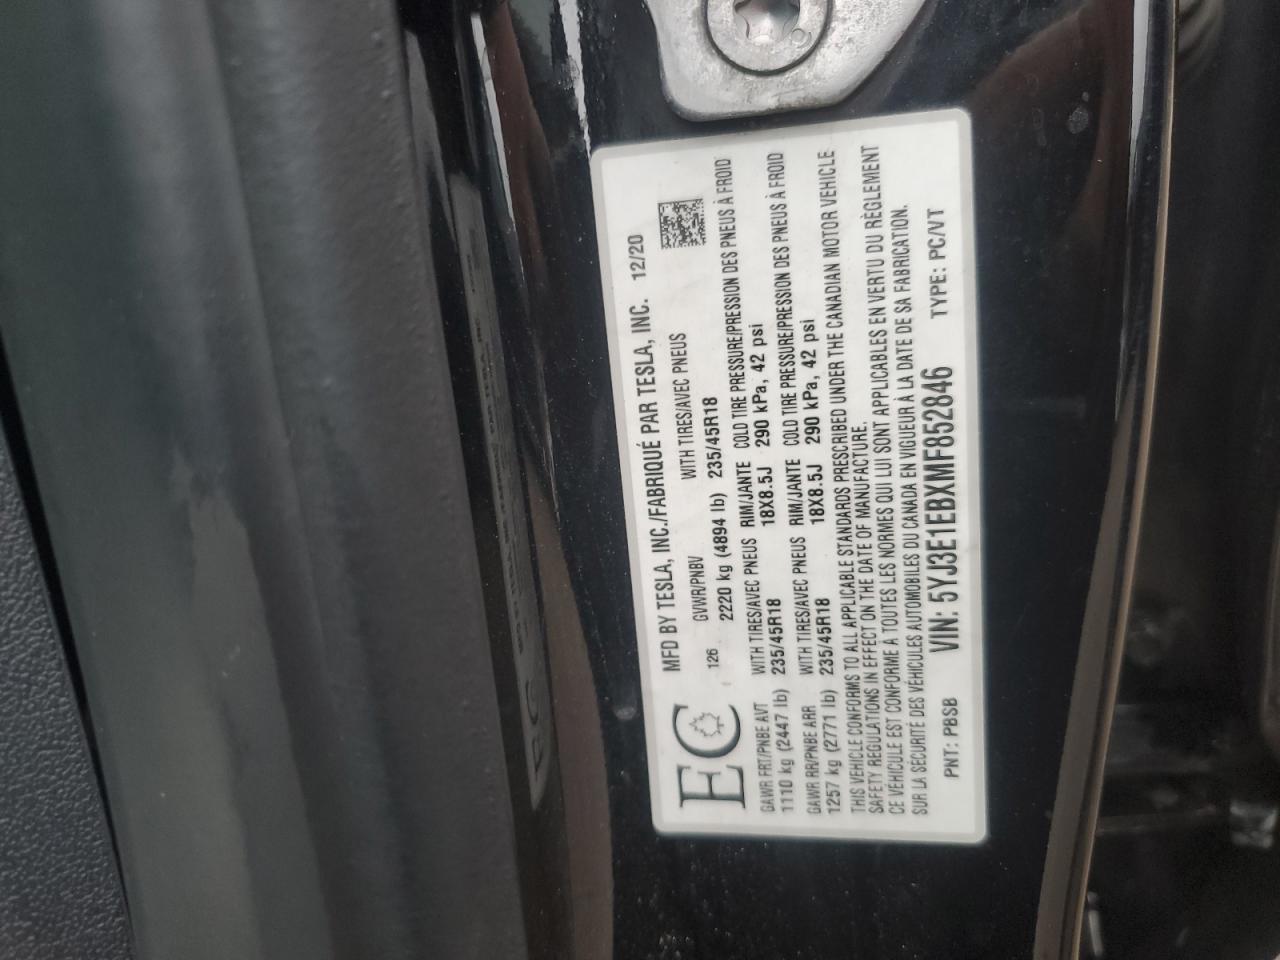 MFD BY TESLA, INC./FABRIQUÉ PAR TESLA, INC. 12/20
EC
126
GVWR/PNBV WITH TIRES/AVEC PNEUS
2220 kg (4894 lb) 235/45R18
GAWR FRT/PNBE AVT WITH TIRES/AVEC PNEUS RIM/JANTE COLD TIRE PRESSURE/PRESSION DES PNEUS À FROID
1110 kg (2447 lb) 235/45R18 18X8.5J 290 kPa, 42 psi
GAWR RR/PNBE ARR WITH TIRES/AVEC PNEUS RIM/JANTE COLD TIRE PRESSURE/PRESSION DES PNEUS À FROID
1257 kg (2771 lb) 235/45R18 18X8.5J 290 kPa, 42 psi
THIS VEHICLE CONFORMS TO ALL APPLICABLE STANDARDS PRESCRIBED UNDER THE CANADIAN MOTOR VEHICLE
SAFETY REGULATIONS IN EFFECT ON THE DATE OF MANUFACTURE.
CE VÉHICULE EST CONFORME À TOUTES LES NORMES QUI LUI SONT APPLICABLES EN VERTU DU RÈGLEMENT
SUR LA SÉCURITÉ DES VÉHICULES AUTOMOBILES DU CANADA EN VIGUEUR À LA DATE DE SA FABRICATION.
PNT: PBSB VIN: 5YJ3E1EBXMF852846 TYPE: PC/VT